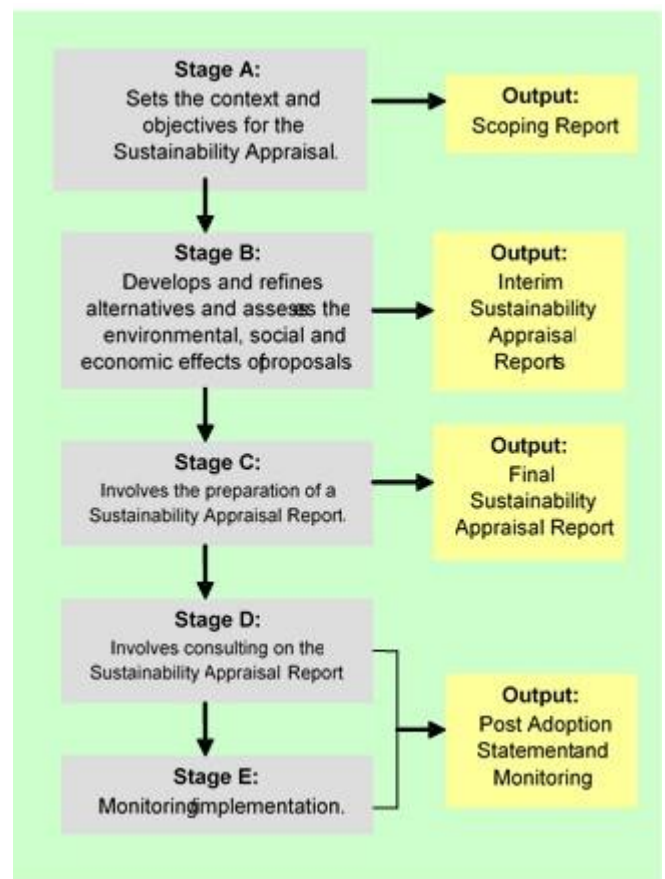 Stage A:
Sets the context and
objectives for the
Sustainability Appraisal.
Output:
Scoping Report
Stage B:
Develops and refines
alternatives and assesses the
environmental, social and
economic effects of proposals
Output:
Interim
Sustainability
Appraisal
Reports
Stage C:
Involves the preparation of a
Sustainability Appraisal Report.
Output:
Final
Sustainability
Appraisal Report
Stage D:
Involves consulting on the
Sustainability Appraisal Report
Stage E:
Monitoring implementation.
Output:
Post Adoption
Statement and
Monitoring